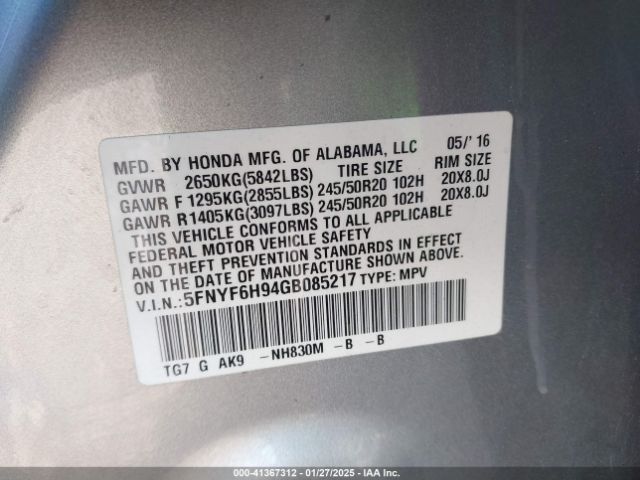 MFD. BY HONDA MFG. OF ALABAMA, LLC 05/' 16
GVWR 2650KG(5842LBS) TIRE SIZE RIM SIZE
GAWR F 1295KG(2855LBS) 245/50R20 102H 20X8.0J
GAWR R 1405KG(3097LBS) 245/50R20 102H 20X8.0J
THIS VEHICLE CONFORMS TO ALL APPLICABLE
FEDERAL MOTOR VEHICLE SAFETY
AND THEFT PREVENTION STANDARDS IN EFFECT
ON THE DATE OF MANUFACTURE SHOWN ABOVE.
V.I.N.: 5FNYF6H94GB085217 TYPE: MPV
TG7 G AK9 -NH830M -B -B
© 41367312 - 01/27/2025 - IAA Inc.